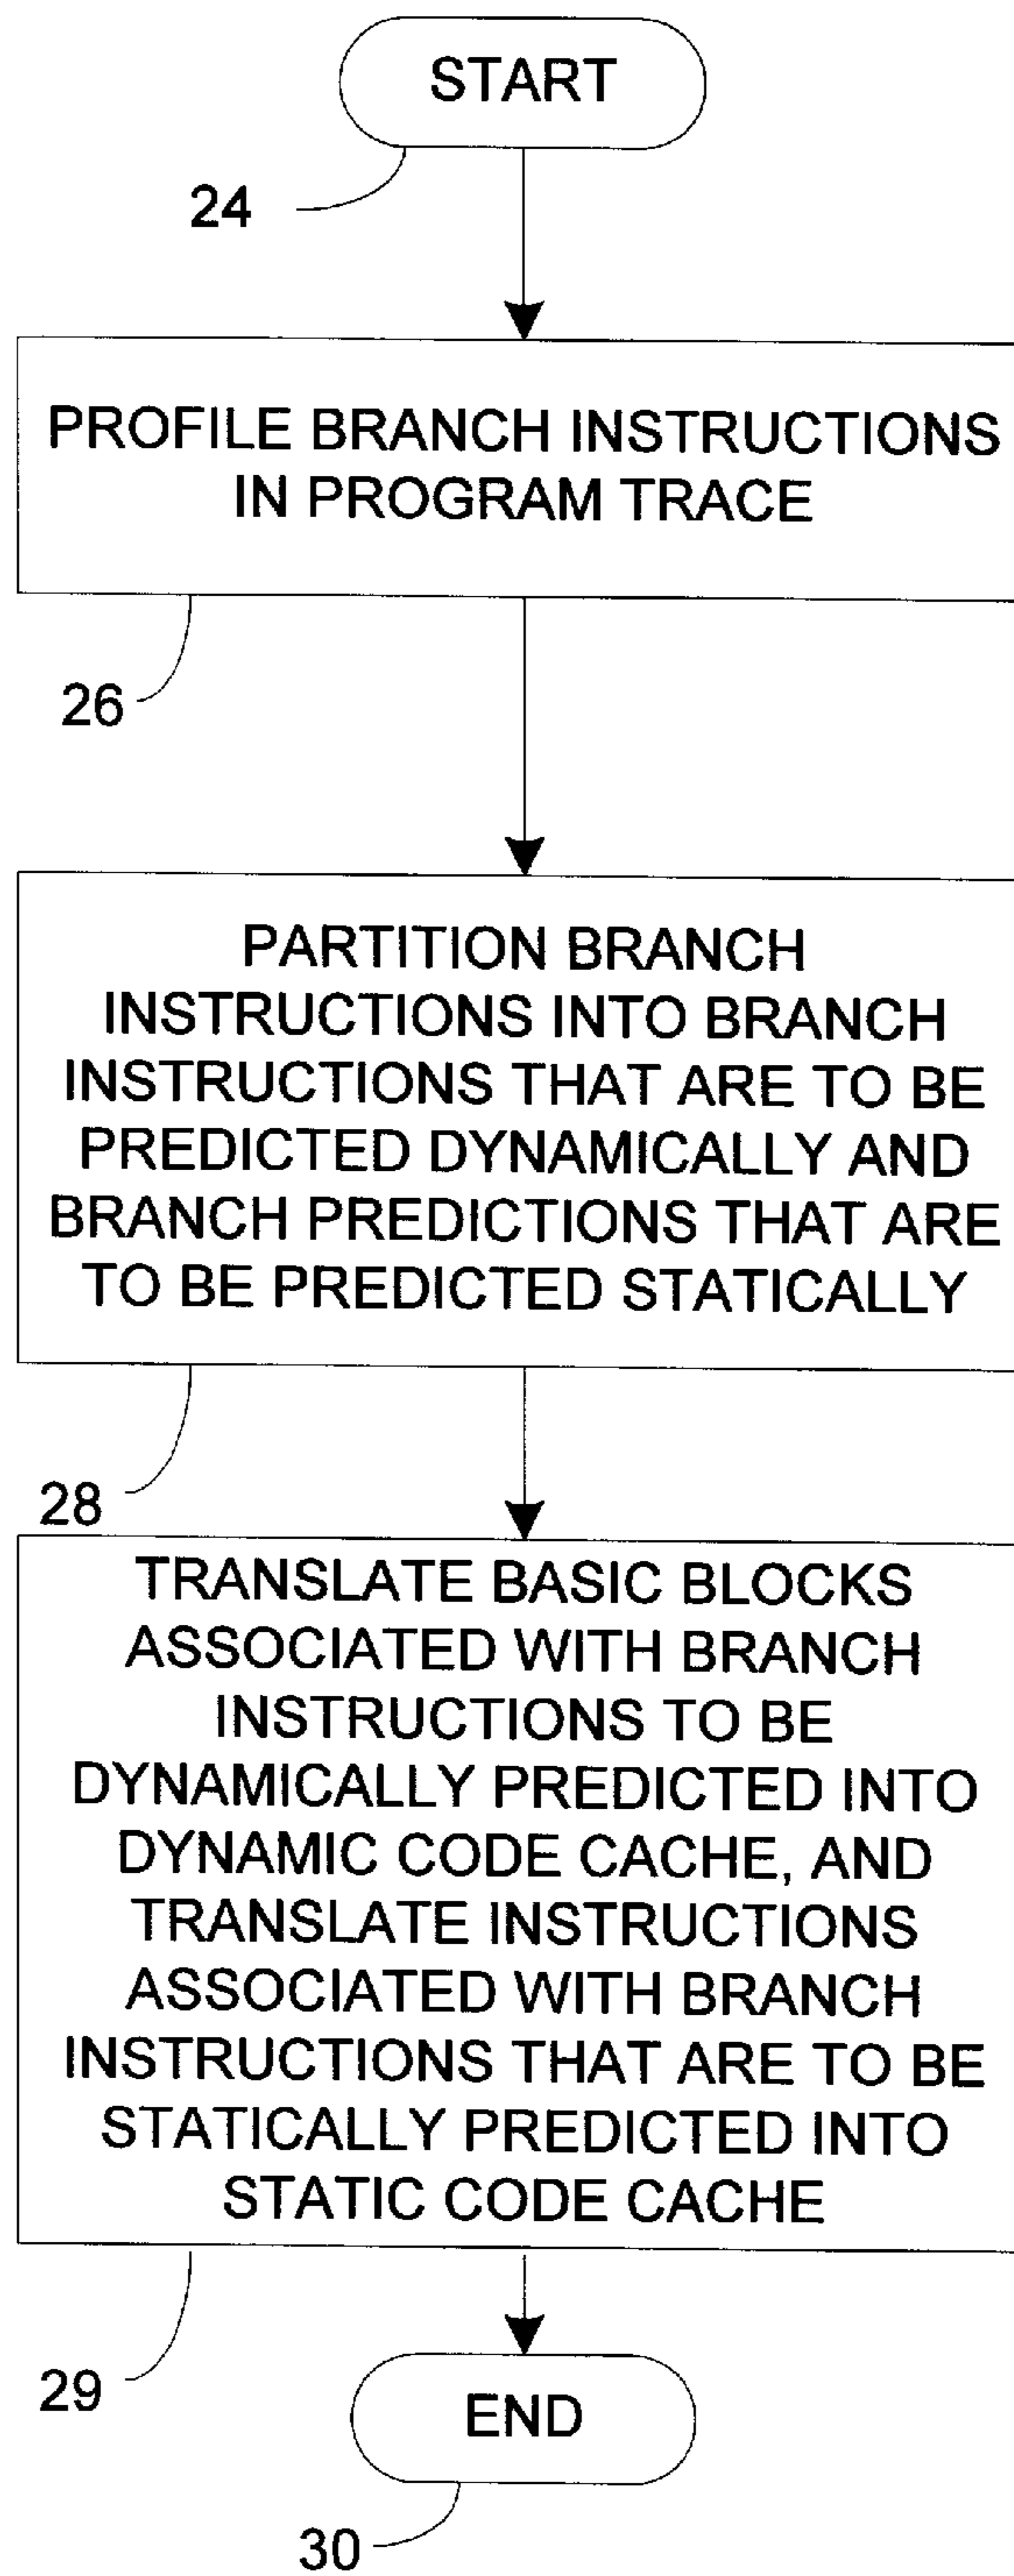 START
24
PROFILE BRANCH INSTRUCTIONS
IN PROGRAM TRACE
26
PARTITION BRANCH
INSTRUCTIONS INTO BRANCH
INSTRUCTIONS THAT ARE TO BE
PREDICTED DYNAMICALLY AND
BRANCH PREDICTIONS THAT ARE
TO BE PREDICTED STATICALLY
28
TRANSLATE BASIC BLOCKS
ASSOCIATED WITH BRANCH
INSTRUCTIONS TO BE
DYNAMICALLY PREDICTED INTO
DYNAMIC CODE CACHE, AND
TRANSLATE INSTRUCTIONS
ASSOCIATED WITH BRANCH
INSTRUCTIONS THAT ARE TO BE
STATICALLY PREDICTED INTO
STATIC CODE CACHE
29
END
30